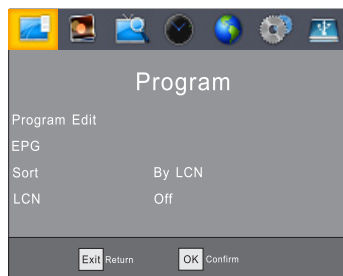 Program
Program Edit
EPG
Sort By LCN
LCN Off
Exit Return OK Confirm